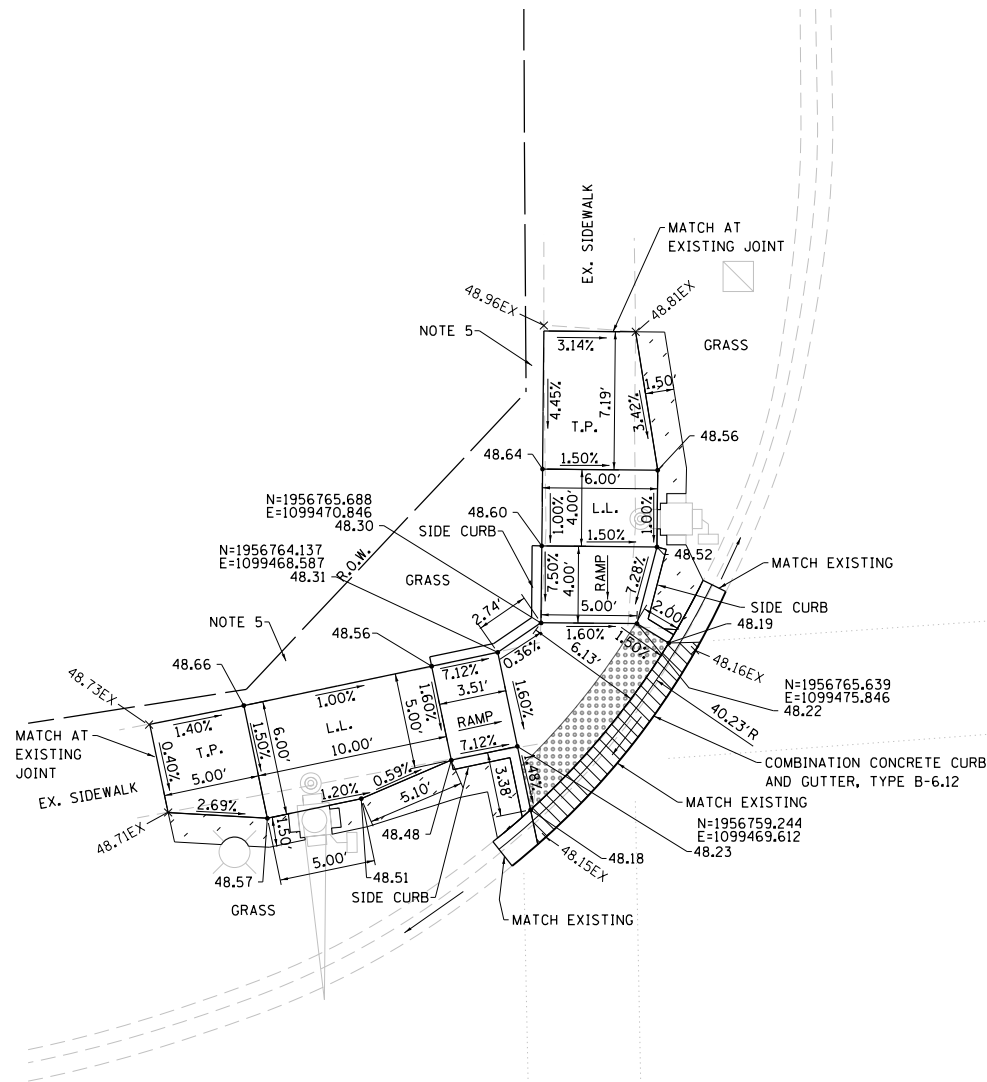 EX. SIDEWALK
MATCH AT
EXISTING JOINT
48.96EX
48.81EX
NOTE 5
GRASS
3.14%
4.45%
7.19'
3.42%
1.50'
T.P.
48.64
1.50%
48.56
6.00'
N=1956765.688
E=1099470.846
48.30
48.60
1.00%
4.00'
L.L.
1.00%
1.50%
SIDE CURB
48.52
N=1956764.137
E=1099468.587
48.31
R.O.W.
GRASS
7.50%
4.00'
RAMP
7.28%
5.00'
MATCH EXISTING
SIDE CURB
2.00'
48.19
NOTE 5
2.74'
1.60%
1.50%
48.56
0.36%
6.13'
48.16EX
48.66
7.12%
3.51'
1.60%
1.60%
N=1956765.639
E=1099475.846
48.22
48.73EX
1.40%
1.00%
L.L.
5.00'
RAMP
40.23'R
MATCH AT
EXISTING
JOINT
0.40%
T.P.
1.50%
6.00'
10.00'
7.12%
5.00'
COMBINATION CONCRETE CURB
AND GUTTER, TYPE B-6.12
EX. SIDEWALK
2.69%
1.20%
0.59%
5.10'
3.38'
1.48%
MATCH EXISTING
48.71EX
1.50'
N=1956759.244
E=1099469.612
48.23
48.48
48.18
48.15EX
5.00'
48.57
48.51
SIDE CURB
GRASS
MATCH EXISTING